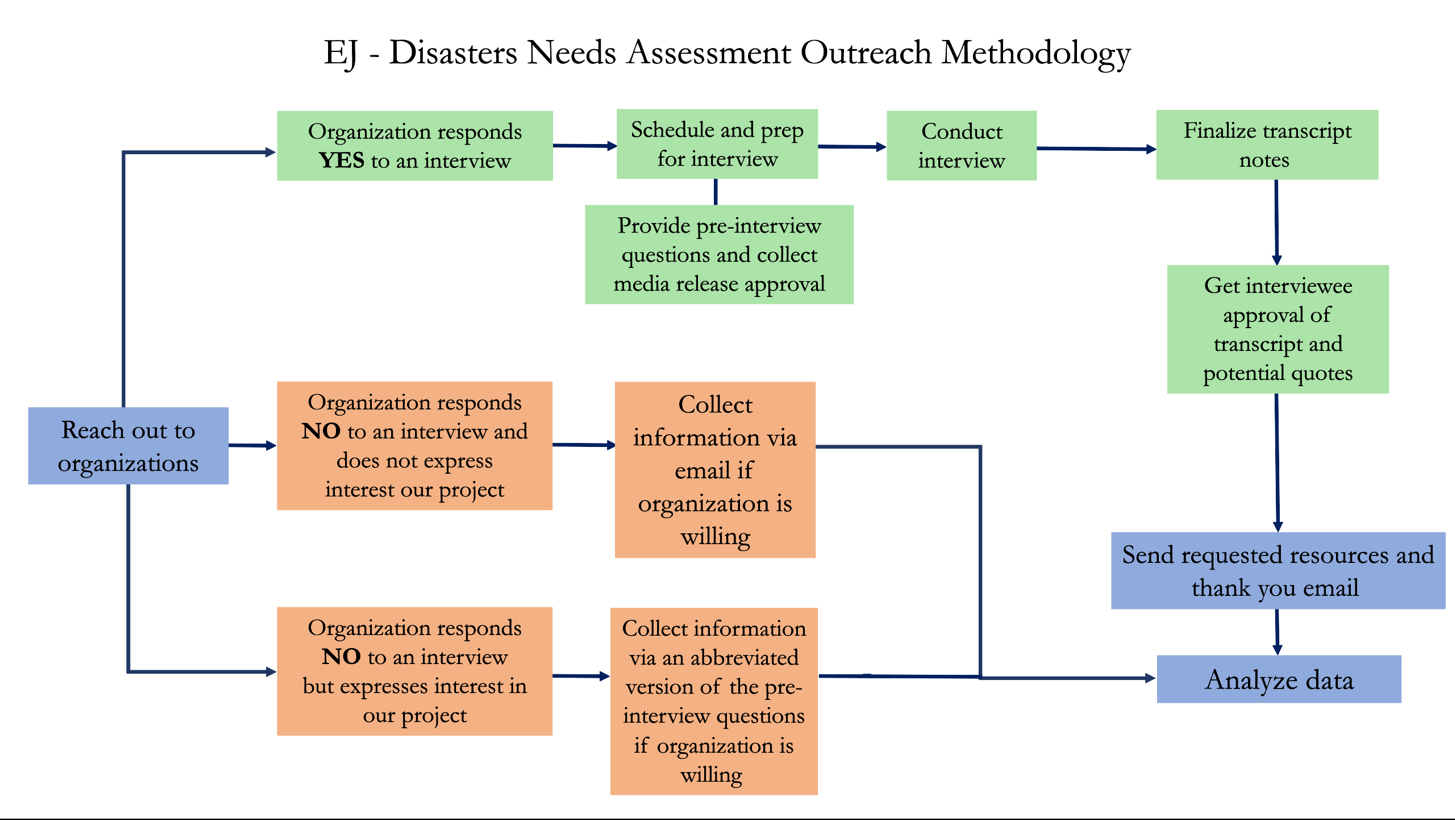 EJ - Disasters Needs Assessment Outreach Methodology
Organization responds
YES to an interview
Schedule and prep
for interview
Conduct
interview
Finalize transcript
notes
Provide pre-interview
questions and collect
media release approval
Get interviewee
approval of
transcript and
potential quotes
Reach out to
organizations
Organization responds
NO to an interview and
does not express
interest our project
Collect
information via
email if
organization is
willing
Send requested resources and
thank you email
Organization responds
NO to an interview
but expresses interest in
our project
Collect information
via an abbreviated
version of the pre-
interview questions
if organization is
willing
Analyze data